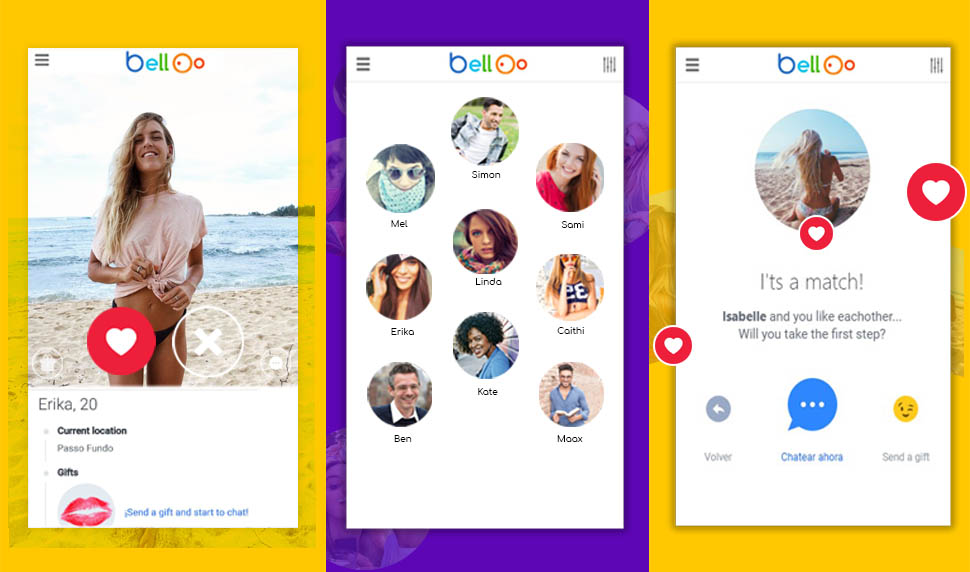 belloo
Erika, 20
Current location
Passo Fundo
Gifts
¡Send a gift and start to chat!
belloo
Simon
Mel
Sami
Linda
Erika
Caithi
Kate
Ben
Maax
belloo
I'ts a match!
Isabelle and you like eachother...
Will you take the first step?
Volver
Chatear ahora
Send a gift